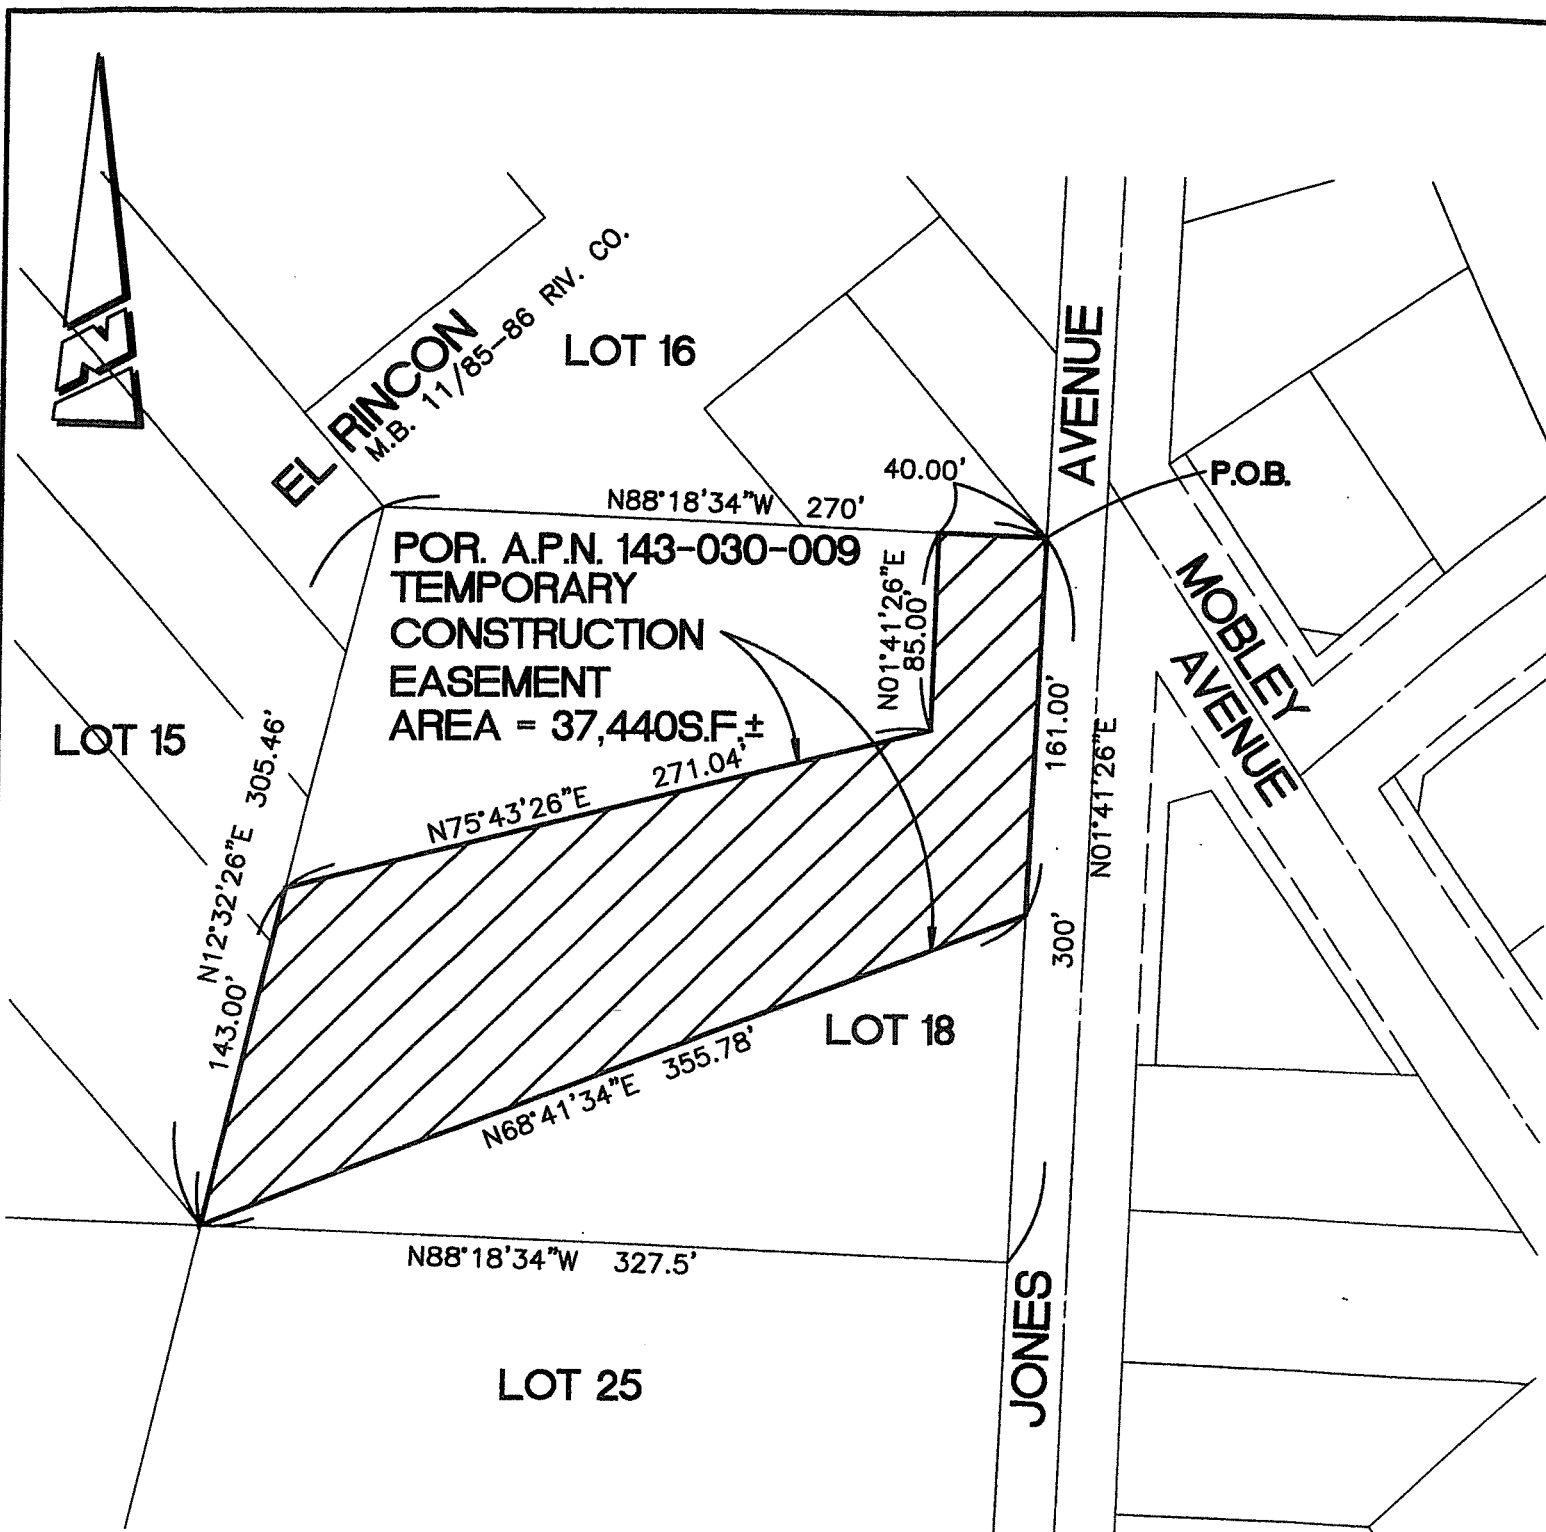 EL RINCON
M.B. 11/85-86 RIV. CO.
LOT 16
AVENUE
40.00'
P.O.B.
N88°18'34"W 270'
POR. A.P.N. 143-030-009
TEMPORARY
CONSTRUCTION
EASEMENT
AREA = 37,440S.F.±
N01°41'26"E
85.00'
MOBLEY
AVENUE
LOT 15
N12°32'26"E 305.46'
143.00'
N75°43'26"E 271.04'
161.00'
N01°41'26"E
300'
LOT 18
N68°41'34"E 355.78'
N88°18'34"W 327.5'
JONES
LOT 25